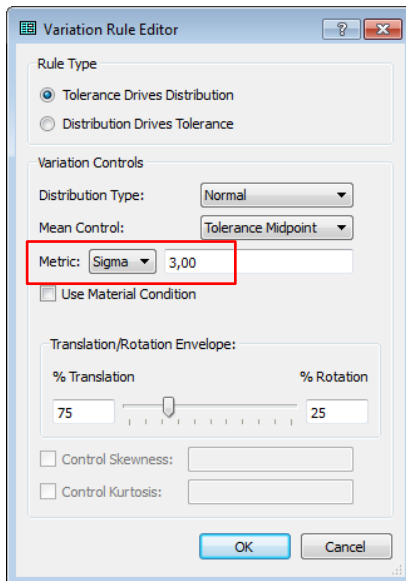 Variation Rule Editor
Rule Type
Tolerance Drives Distribution
Distribution Drives Tolerance
Variation Controls
Distribution Type: Normal
Mean Control: Tolerance Midpoint
Metric: Sigma 3,00
Use Material Condition
Translation/Rotation Envelope:
% Translation % Rotation
75 25
Control Skewness:
Control Kurtosis:
OK Cancel